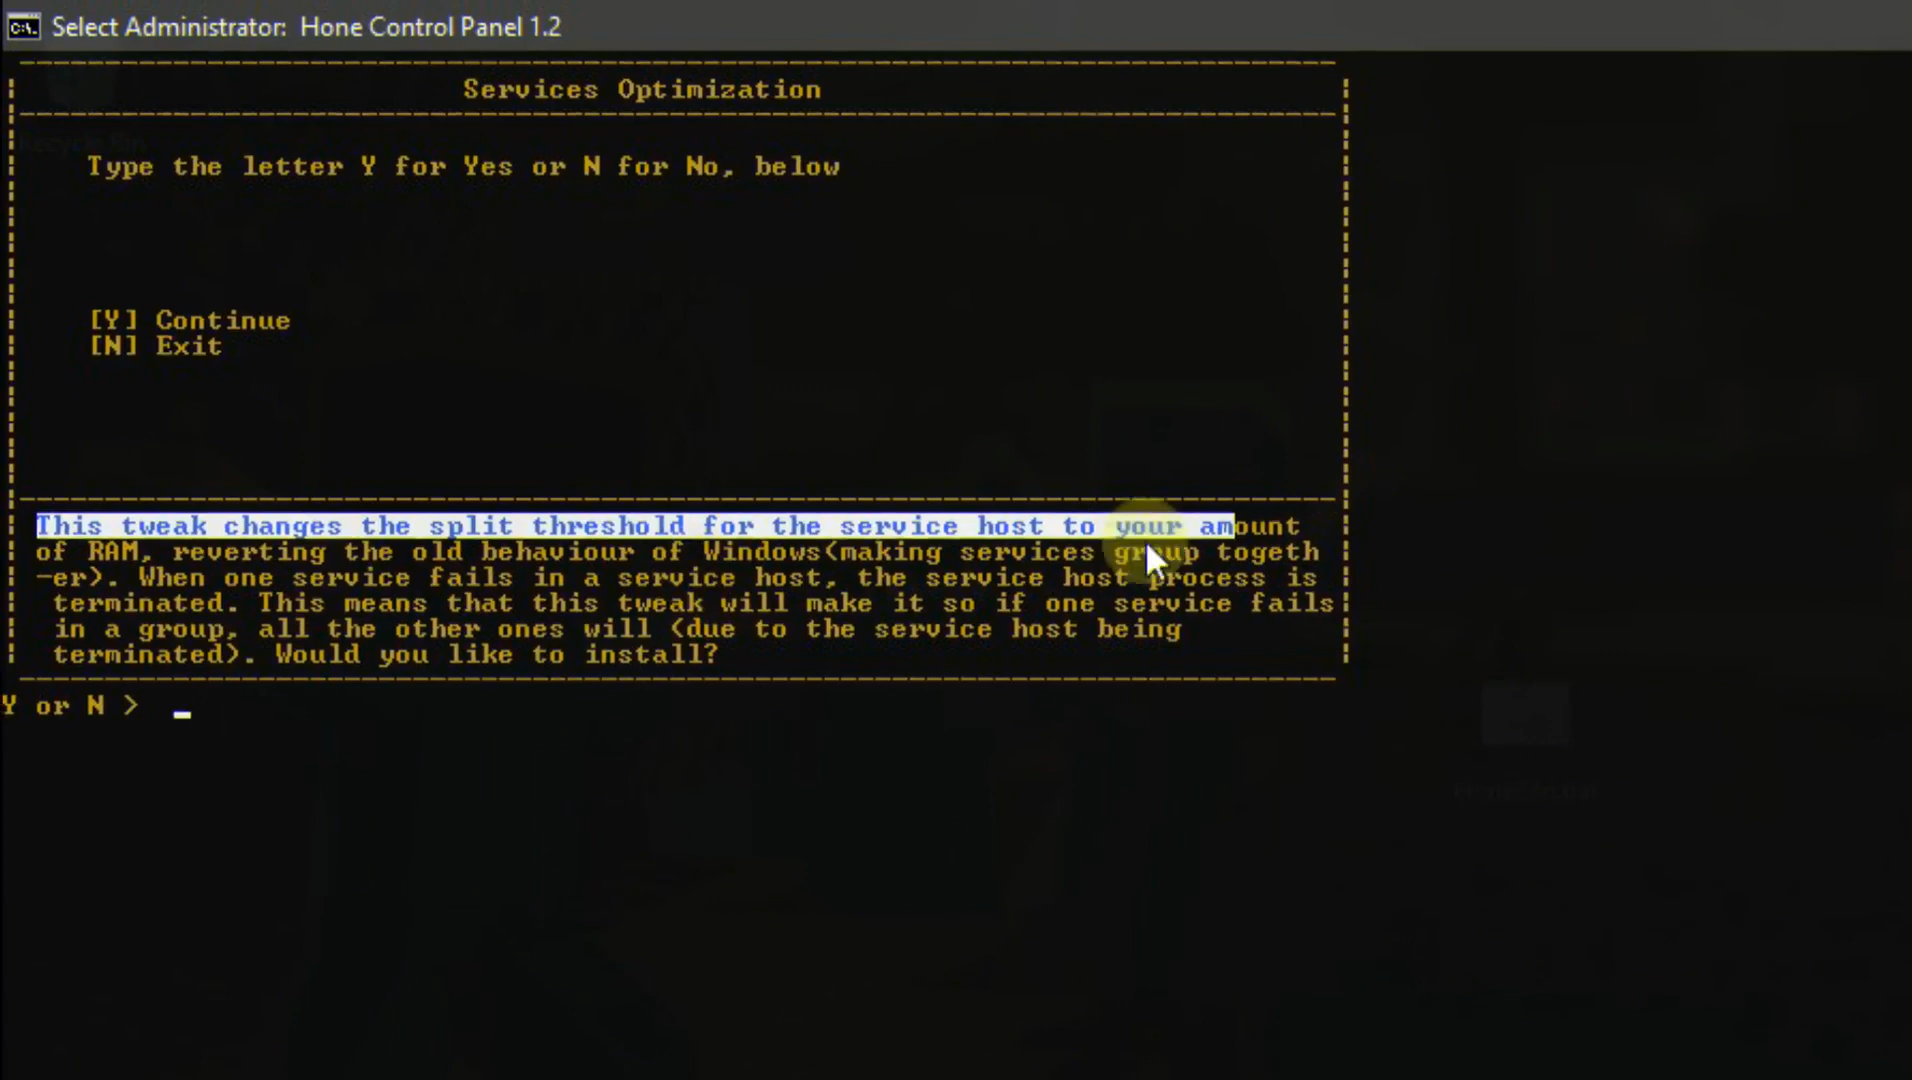 Select Administrator:  Hone Control Panel 1.2
Services Optimization
Type the letter Y for Yes or N for No, below
[Y] Continue
[N] Exit
This tweak changes the split threshold for the service host to your amount
of RAM, reverting the old behaviour of Windows(making services group togeth
-er). When one service fails in a service host, the service host process is
terminated. This means that this tweak will make it so if one service fails
in a group, all the other ones will (due to the service host being
terminated). Would you like to install?
Y or N >